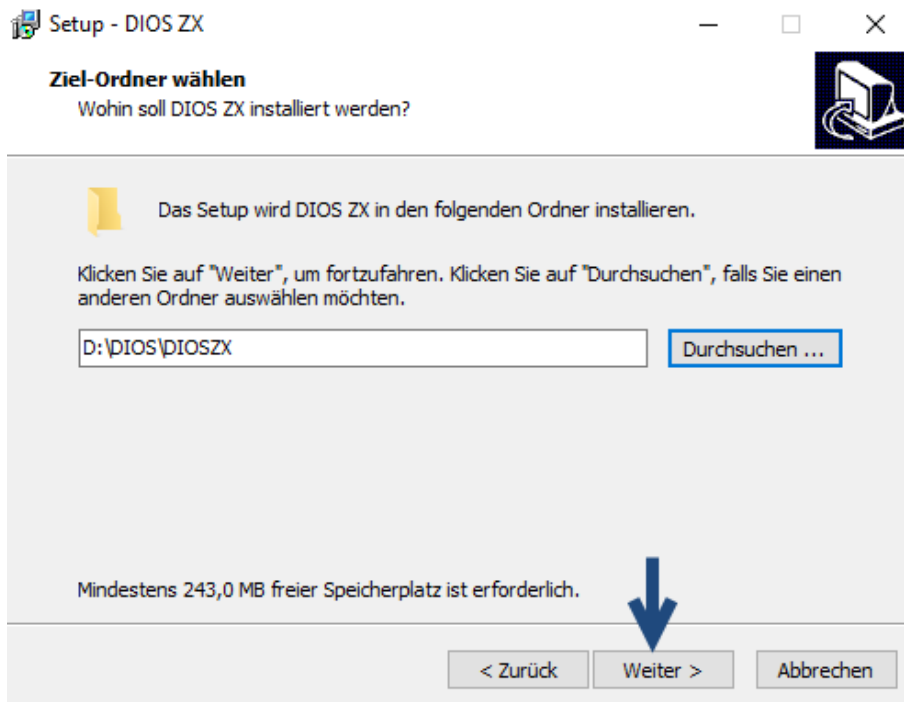 Setup - DIOS ZX
Ziel-Ordner wählen
Wohin soll DIOS ZX installiert werden?
Das Setup wird DIOS ZX in den folgenden Ordner installieren.
Klicken Sie auf "Weiter", um fortzufahren. Klicken Sie auf "Durchsuchen", falls Sie einen
anderen Ordner auswählen möchten.
D:\DIOS\DIOSZX
Durchsuchen ...
Mindestens 243,0 MB freier Speicherplatz ist erforderlich.
< Zurück
Weiter >
Abbrechen